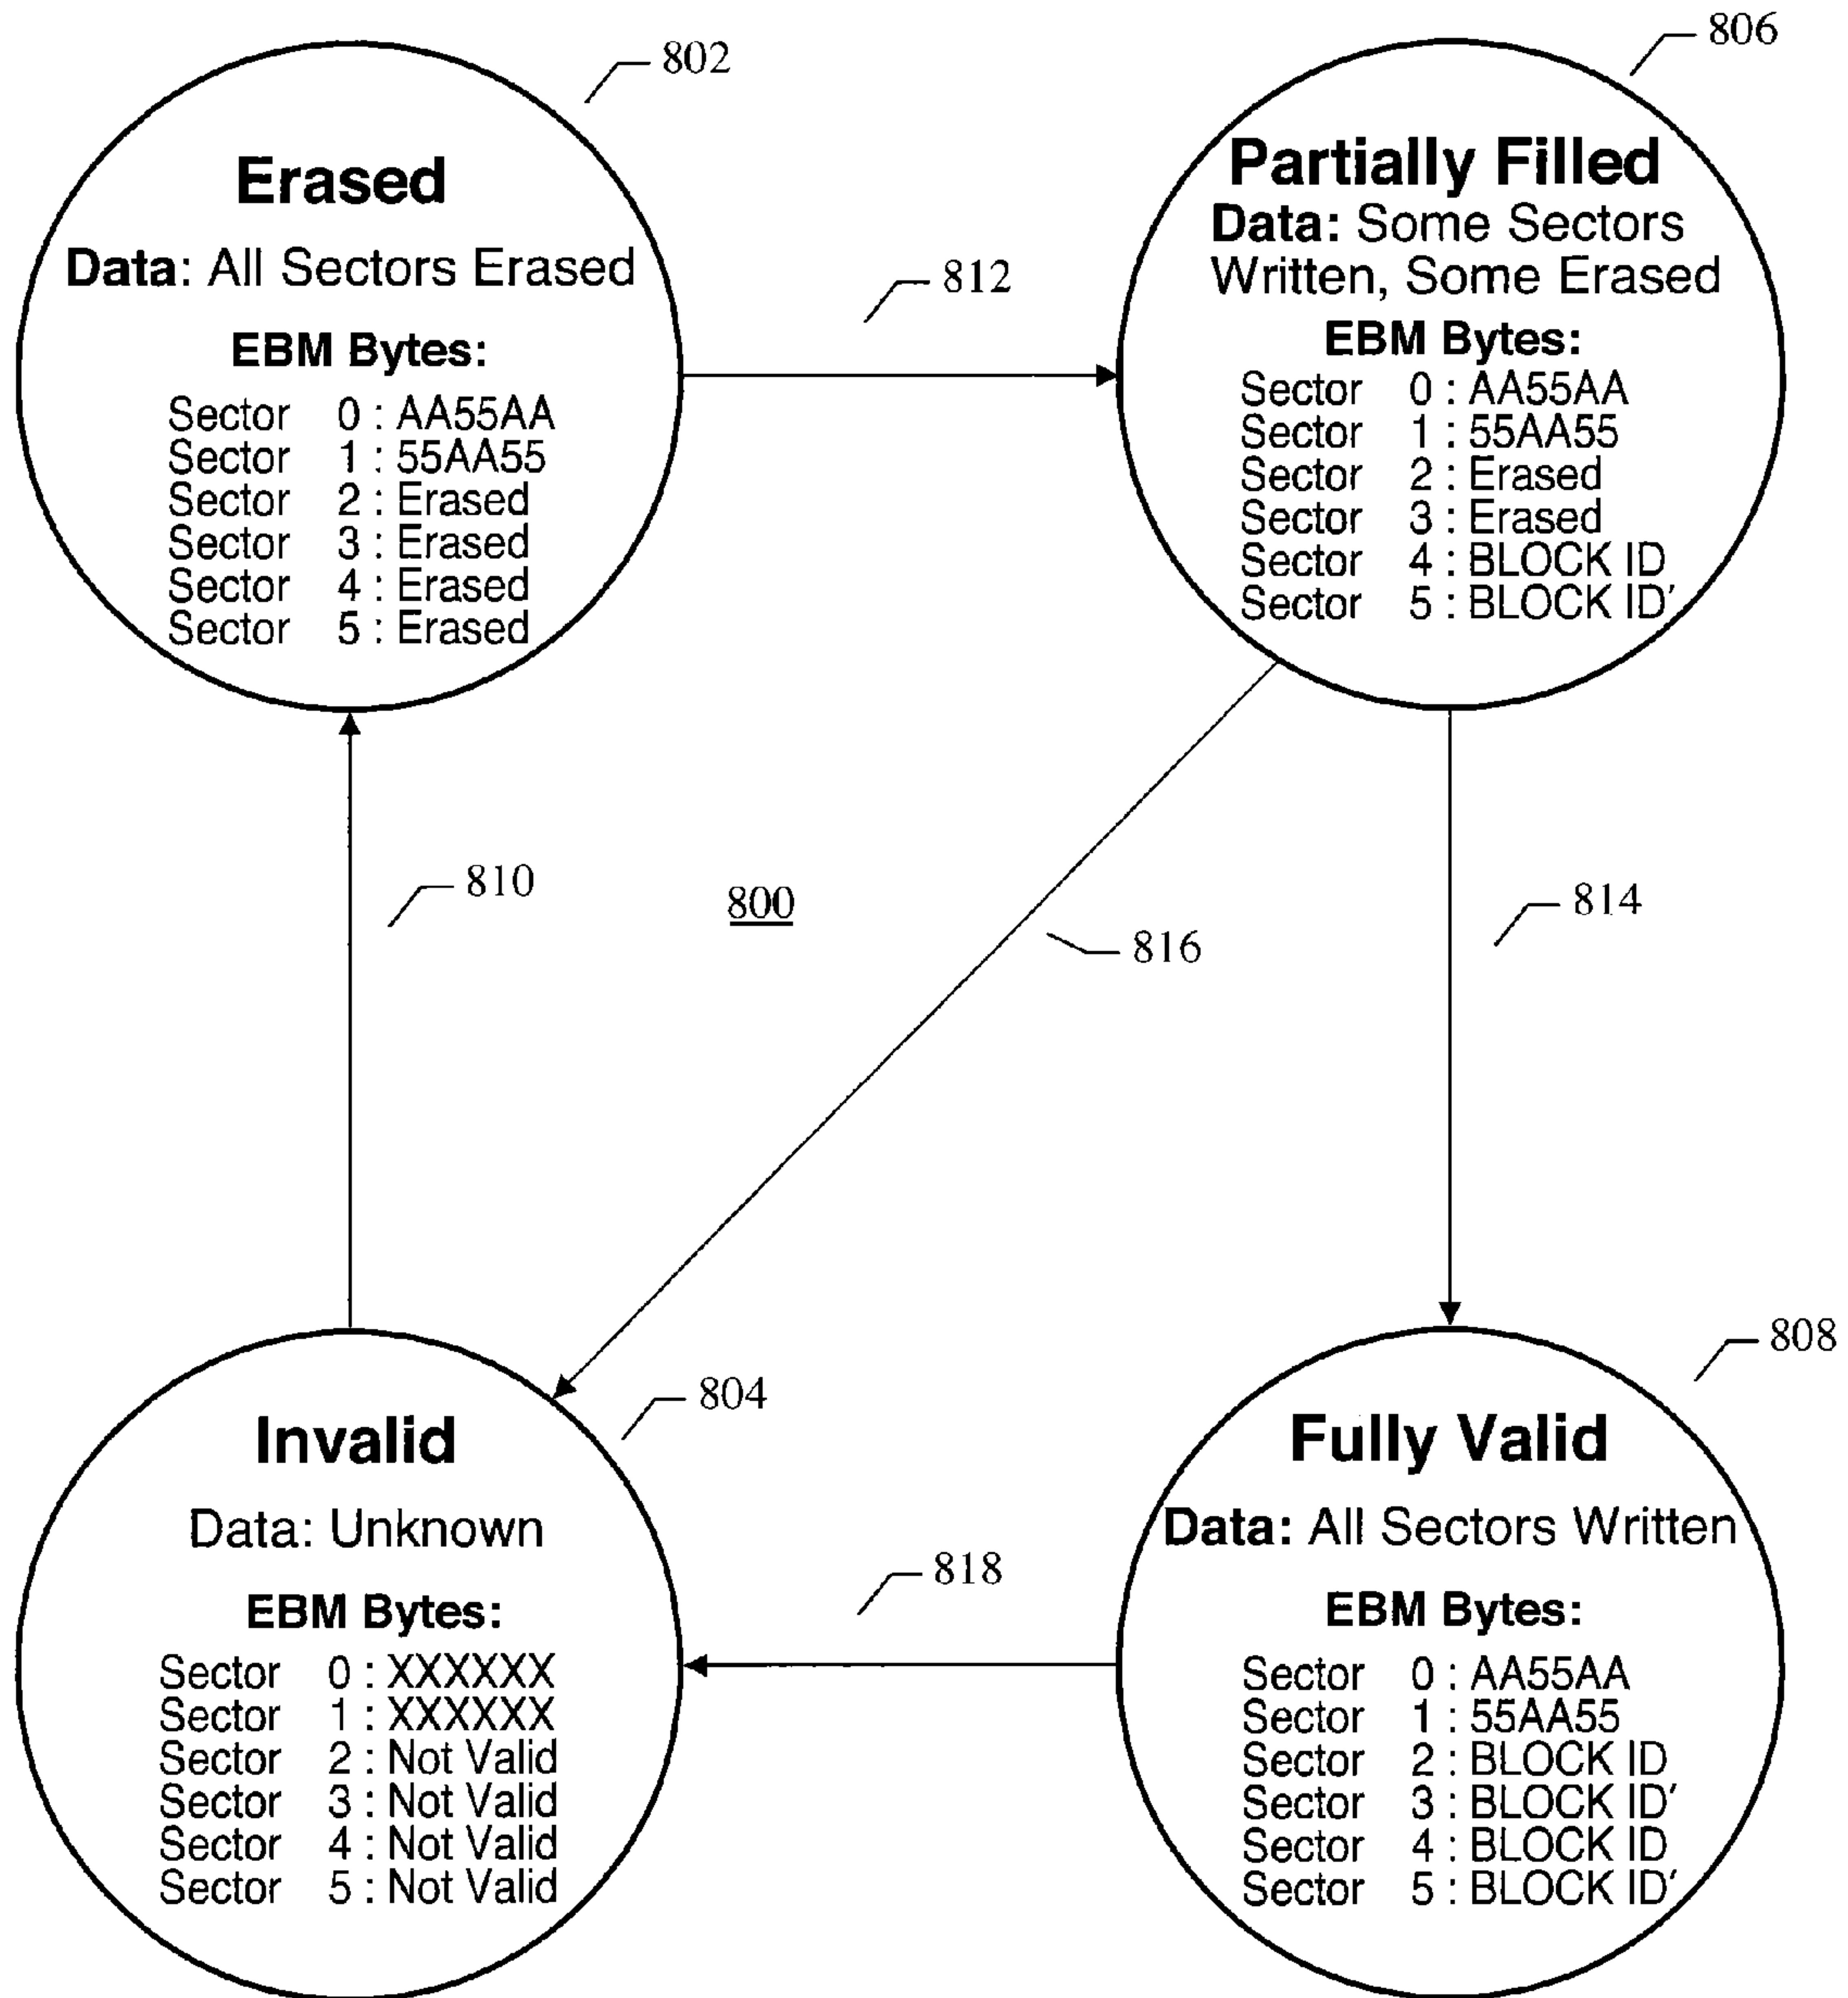 802
Erased
Data: All Sectors Erased
EBM Bytes:
Sector 0 : AA55AA
Sector 1 : 55AA55
Sector 2 : Erased
Sector 3 : Erased
Sector 4 : Erased
Sector 5 : Erased
812
806
Partially Filled
Data: Some Sectors
Written, Some Erased
EBM Bytes:
Sector 0 : AA55AA
Sector 1 : 55AA55
Sector 2 : Erased
Sector 3 : Erased
Sector 4 : BLOCK ID
Sector 5 : BLOCK ID'
810
800
816
814
804
Invalid
Data: Unknown
EBM Bytes:
Sector 0 : XXXXXX
Sector 1 : XXXXXX
Sector 2 : Not Valid
Sector 3 : Not Valid
Sector 4 : Not Valid
Sector 5 : Not Valid
818
808
Fully Valid
Data: All Sectors Written
EBM Bytes:
Sector 0 : AA55AA
Sector 1 : 55AA55
Sector 2 : BLOCK ID
Sector 3 : BLOCK ID'
Sector 4 : BLOCK ID
Sector 5 : BLOCK ID'